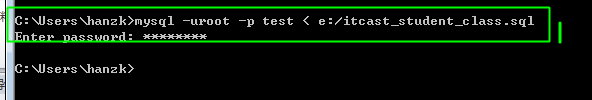 C:\Users\hanzk>mysql -uroot -p test < e:/itcast_student_class.sql
Enter password: ********
C:\Users\hanzk>